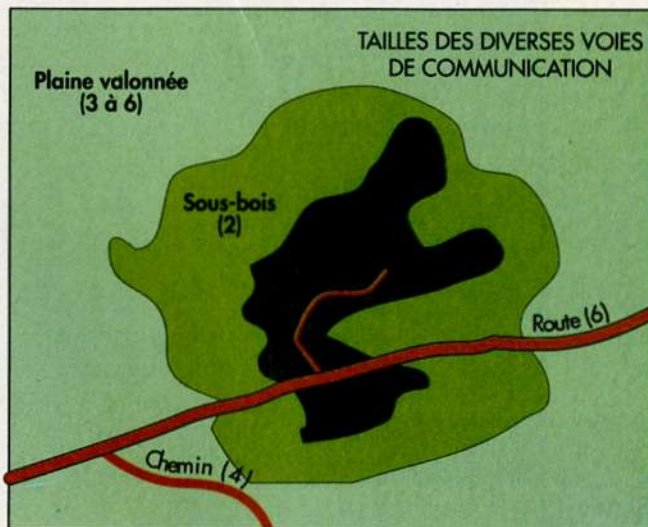 TAILLES DES DIVERSES VOIES
DE COMMUNICATION
Plaine valonnée
(3 à 6)
Sous-bois
(2)
Route (6)
Chemin (4)